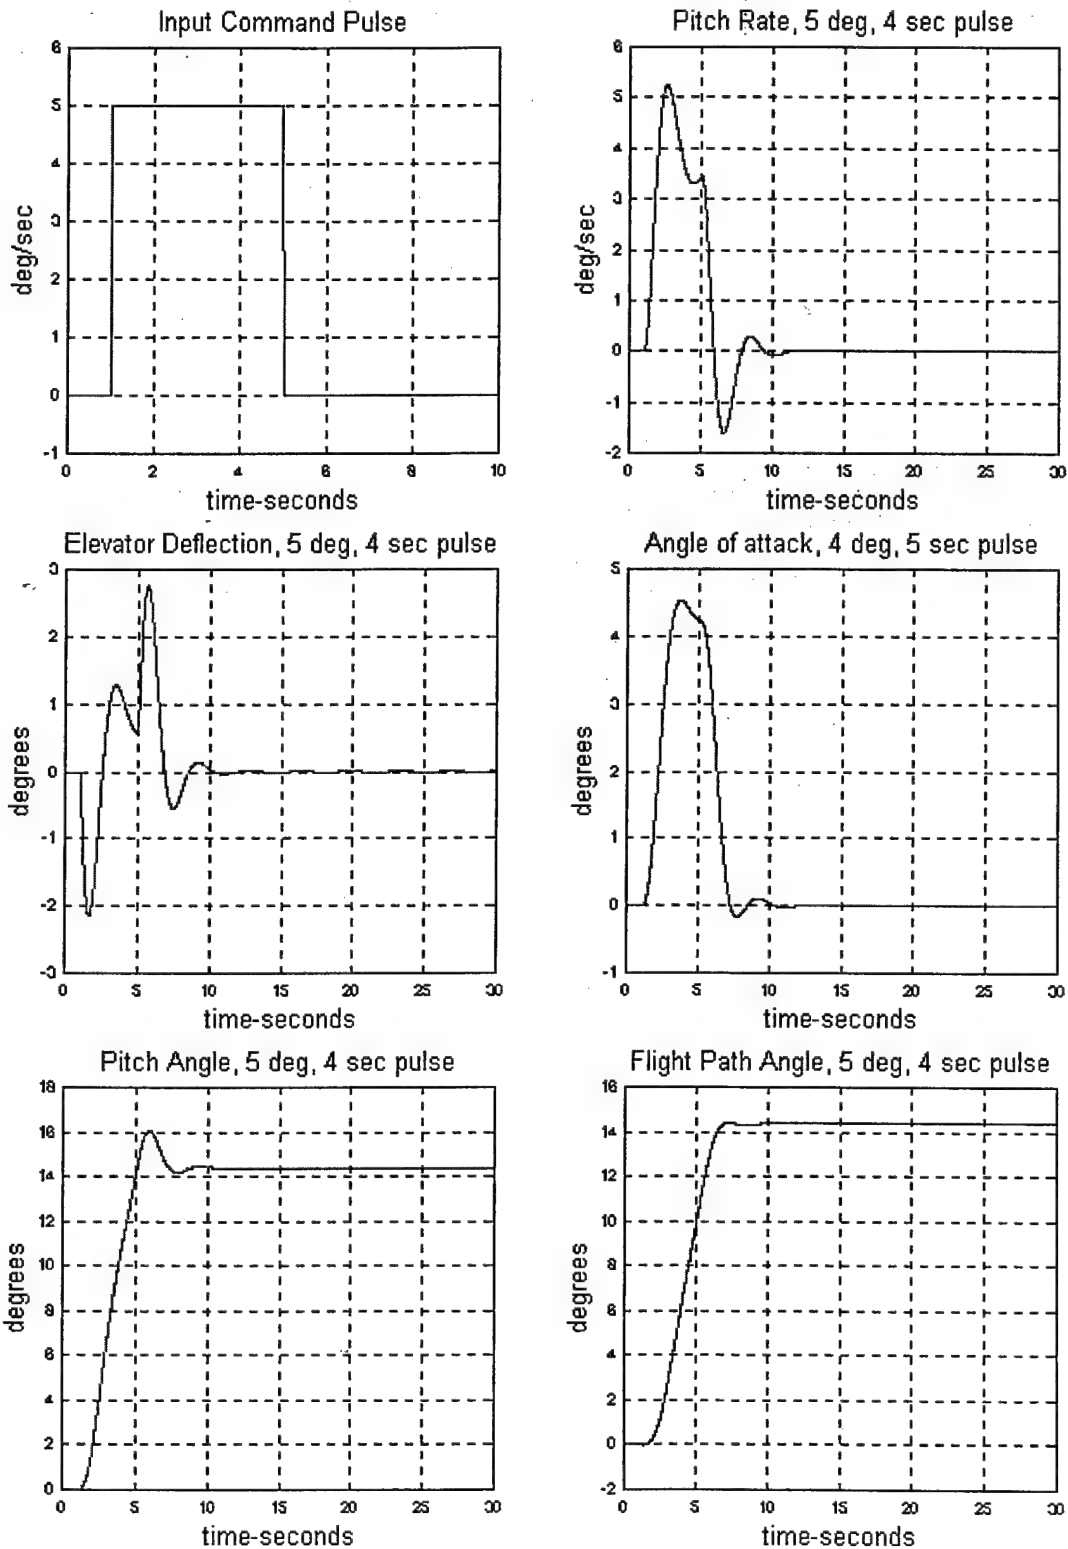 Input Command Pulse
6
5
4
3
2
1
0
-1
deg/sec
0 2 4 6 8 10
time-seconds
Pitch Rate, 5 deg, 4 sec pulse
6
5
4
3
2
1
0
-1
-2
deg/sec
0 5 10 15 20 25 30
time-seconds
Elevator Deflection, 5 deg, 4 sec pulse
3
2
1
0
-1
-2
-3
degrees
0 5 10 15 20 25 30
time-seconds
Angle of attack, 4 deg, 5 sec pulse
5
4
3
2
1
0
-1
degrees
0 5 10 15 20 25 30
time-seconds
Pitch Angle, 5 deg, 4 sec pulse
18
16
14
12
10
8
6
4
2
0
degrees
0 5 10 15 20 25 30
time-seconds
Flight Path Angle, 5 deg, 4 sec pulse
16
14
12
10
8
6
4
2
0
-2
degrees
0 5 10 15 20 25 30
time-seconds